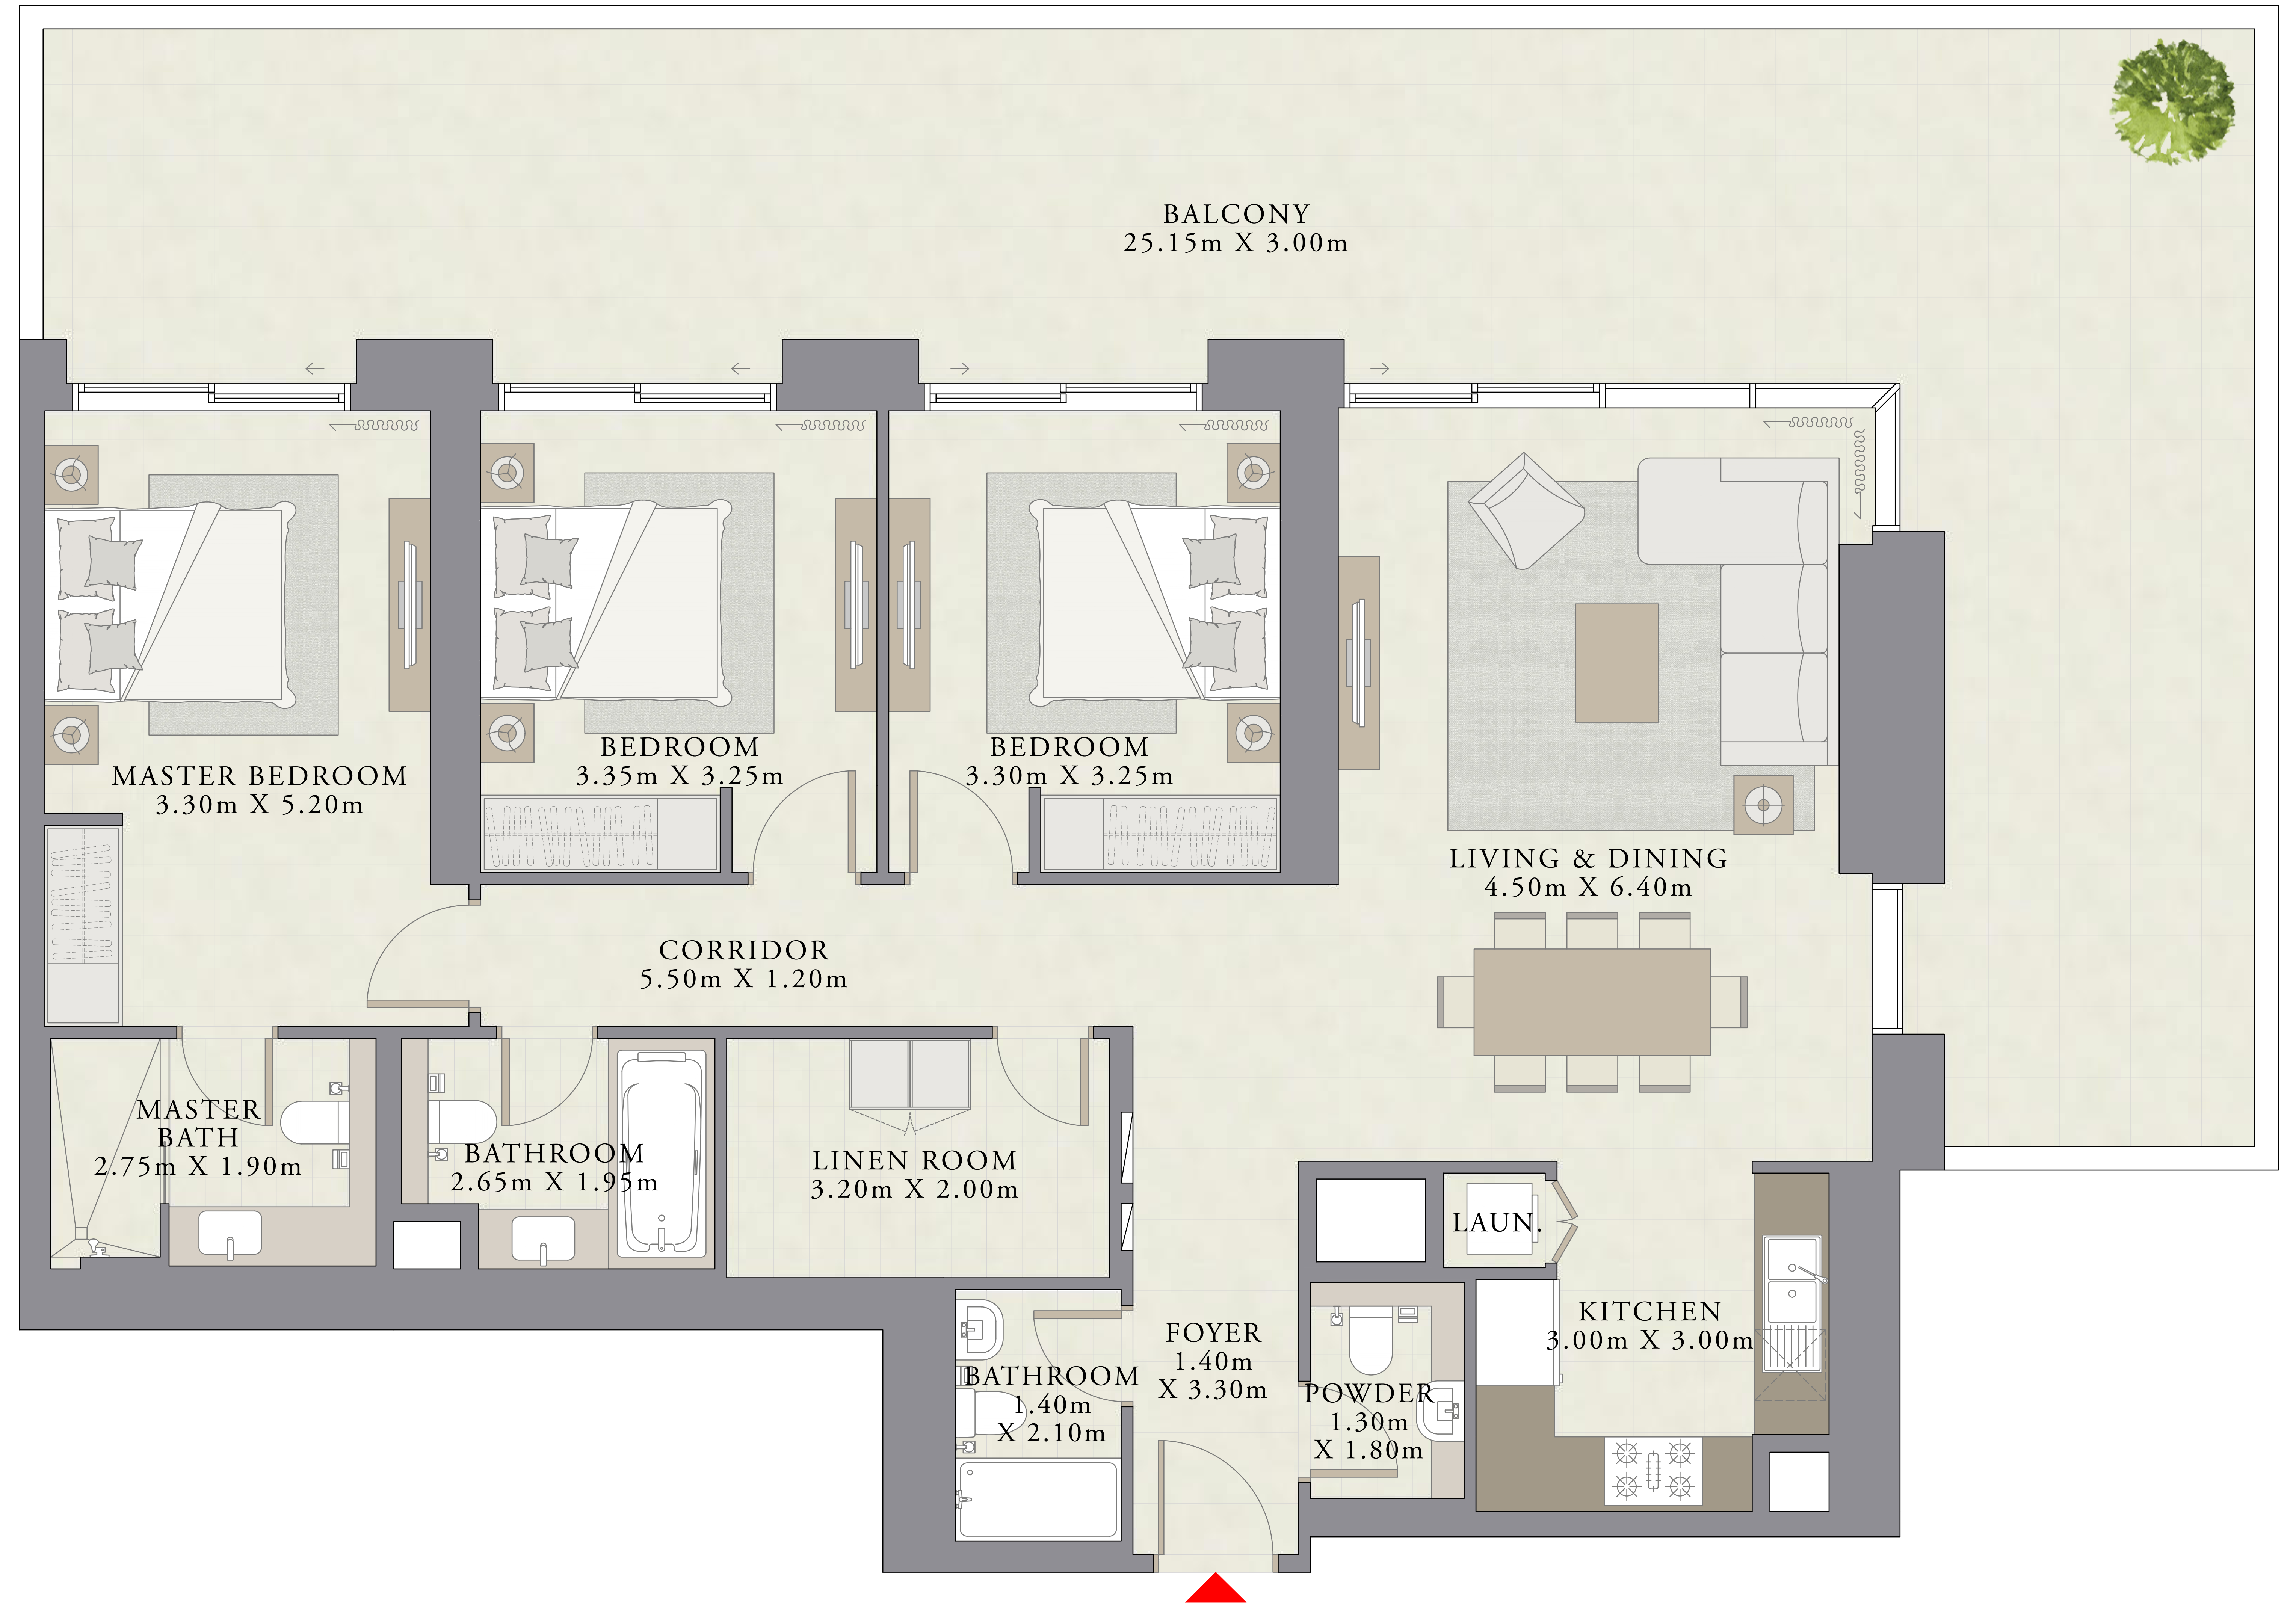 BALCONY
25.15m X 3.00m
MASTER BEDROOM
3.30m X 5.20m
BEDROOM
3.35m X 3.25m
BEDROOM
3.30m X 3.25m
LIVING & DINING
4.50m X 6.40m
CORRIDOR
5.50m X 1.20m
MASTER
BATH
2.75m X 1.90m
BATHROOM
2.65m X 1.95m
LINEN ROOM
3.20m X 2.00m
LAUN.
KITCHEN
3.00m X 3.00m
FOYER
1.40m
X 3.30m
BATHROOM
1.40m
X 2.10m
POWDER
1.30m
X 1.80m